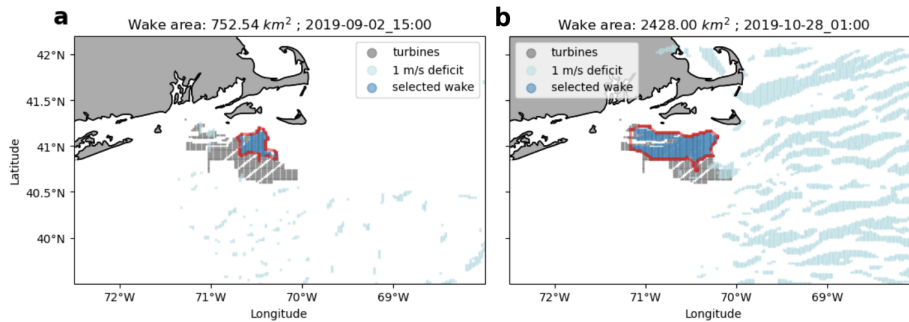 a
Wake area: 752.54 km² ; 2019-09-02_15:00
turbines
1 m/s deficit
selected wake
42°N
41.5°N
41°N
40.5°N
40°N
Latitude
72°W 71°W 70°W 69°W
Longitude
b
Wake area: 2428.00 km² ; 2019-10-28_01:00
turbines
1 m/s deficit
selected wake
72°W 71°W 70°W 69°W
Longitude